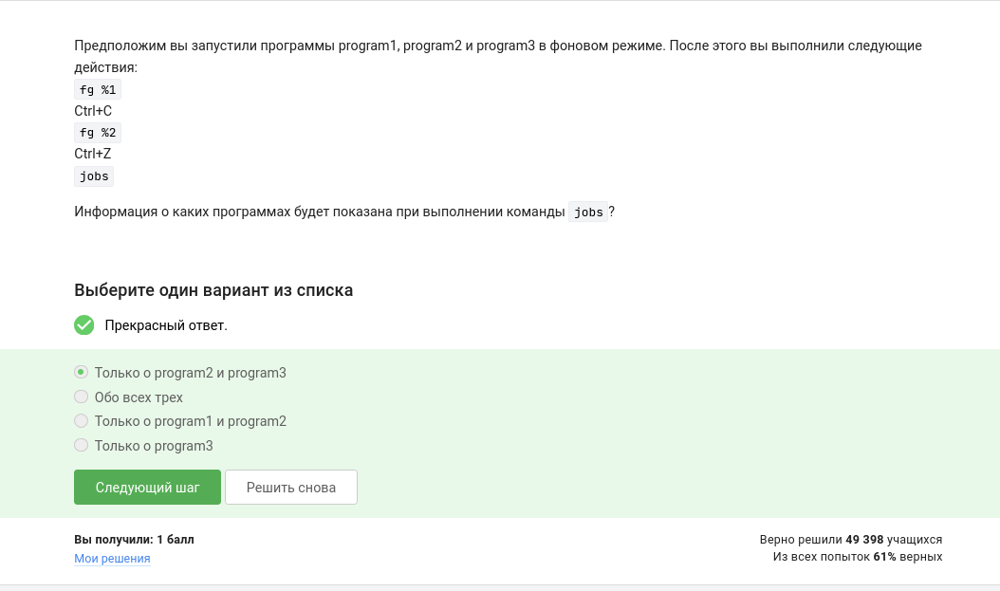 Предположим вы запустили программы program1, program2 и program3 в фоновом режиме. После этого вы выполнили следующие
действия:
fg %1
Ctrl+C
fg %2
Ctrl+Z
jobs
Информация о каких программах будет показана при выполнении команды jobs?
Выберите один вариант из списка
Прекрасный ответ.
Только о program2 и program3
Обо всех трех
Только о program1 и program2
Только о program3
Следующий шаг Решить снова
Вы получили: 1 балл
Мои решения
Верно решили 49 398 учащихся
Из всех попыток 61% верных